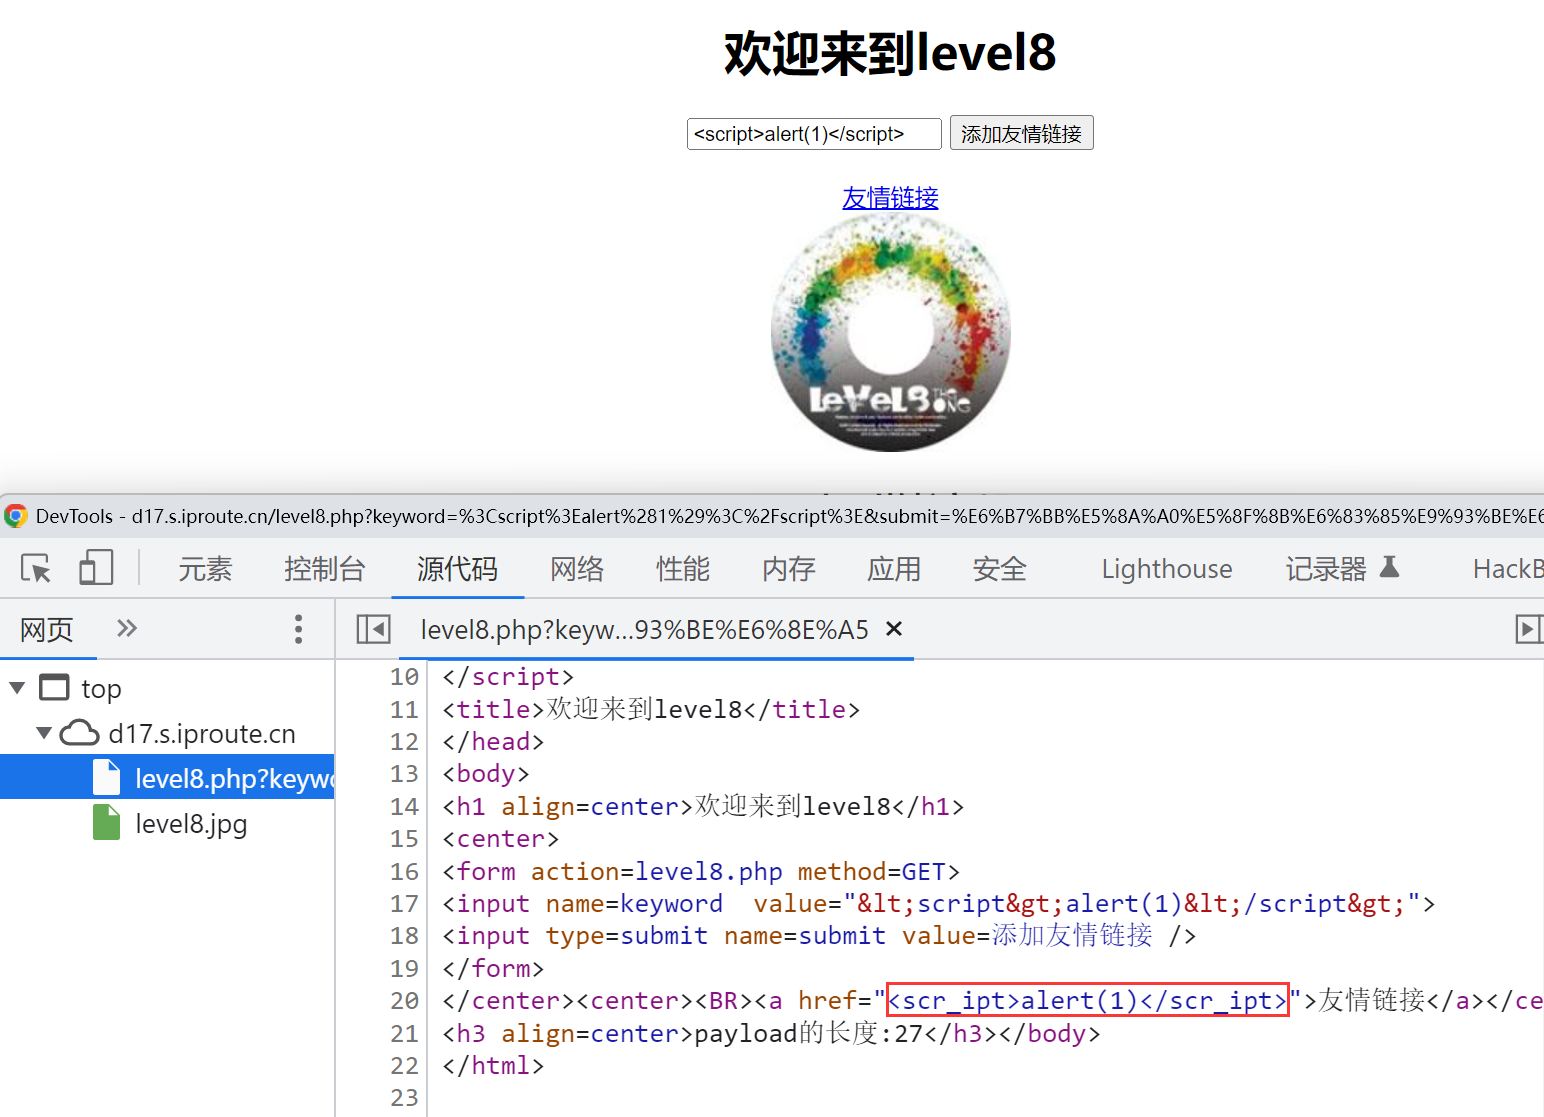 欢迎来到level8
<script>alert(1)</script> 添加友情链接
友情链接
LeVeL8
DevTools - d17.s.iproute.cn/level8.php?keyword=%3Cscript%3Ealert%281%29%3C%2Fscript%3E&submit=%E6%B7%BB%E5%8A%A0%E5%8F%8B%E6%83%85%E9%93%BE%E6
元素 控制台 源代码 网络 性能 内存 应用 安全 Lighthouse 记录器 HackB
网页 level8.php?keyw...93%BE%E6%8E%A5
top
d17.s.iproute.cn
level8.php?keywo
level8.jpg
10 </script>
11 <title>欢迎来到level8</title>
12 </head>
13 <body>
14 <h1 align=center>欢迎来到level8</h1>
15 <center>
16 <form action=level8.php method=GET>
17 <input name=keyword  value="&lt;script&gt;alert(1)&lt;/script&gt;">
18 <input type=submit name=submit value=添加友情链接 />
19 </form>
20 </center><center><BR><a href="<scr_ipt>alert(1)</scr_ipt>">友情链接</a></ce
21 <h3 align=center>payload的长度:27</h3></body>
22 </html>
23